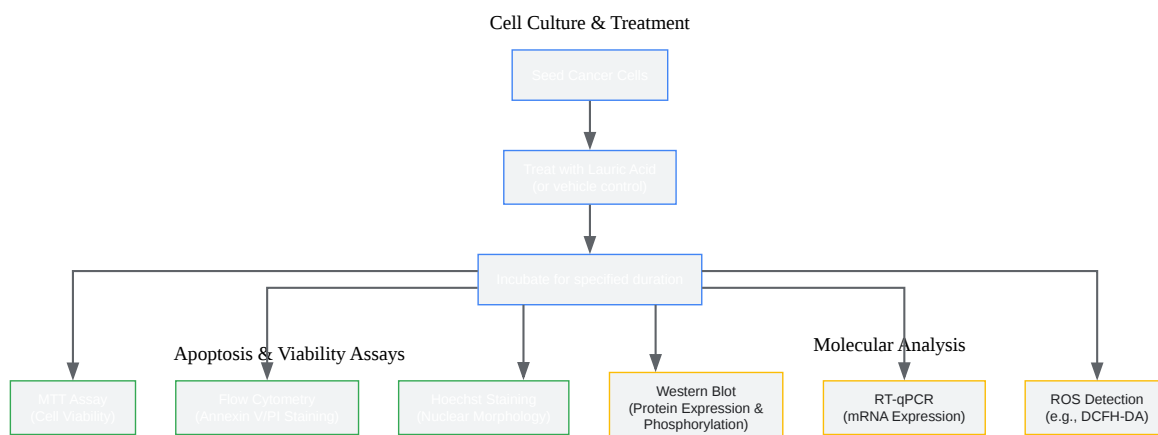 Cell Culture & Treatment
Seed Cancer Cells
Treat with Lauric Acid
(or vehicle control)
Incubate for specified duration
Apoptosis & Viability Assays
Molecular Analysis
MTT Assay
(Cell Viability)
Flow Cytometry
(Annexin V/PI Staining)
Hoechst Staining
(Nuclear Morphology)
Western Blot
(Protein Expression &
Phosphorylation)
RT-qPCR
(mRNA Expression)
ROS Detection
(e.g., DCFH-DA)